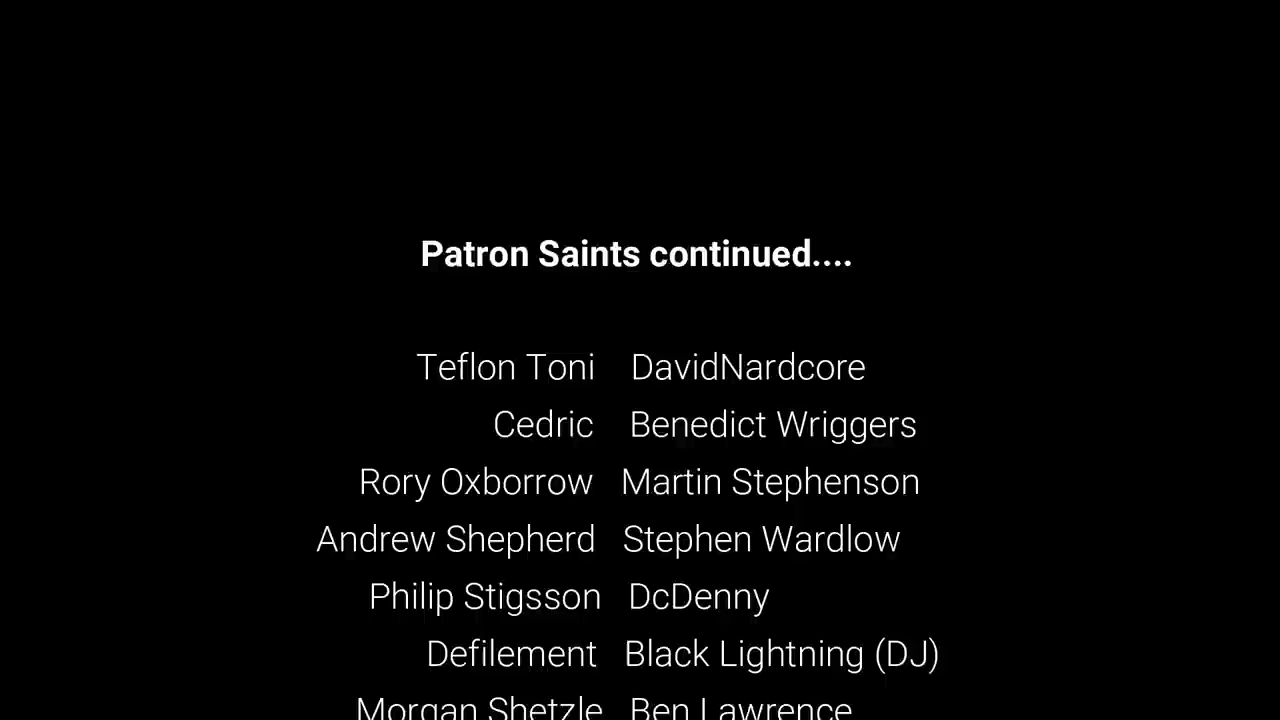 Patron Saints continued....
Teflon Toni DavidNardcore
Cedric Benedict Wriggers
Rory Oxborrow Martin Stephenson
Andrew Shepherd Stephen Wardlow
Philip Stigsson DcDenny
Defilement Black Lightning (DJ)
Morgan Shetzle Ben Lawrence